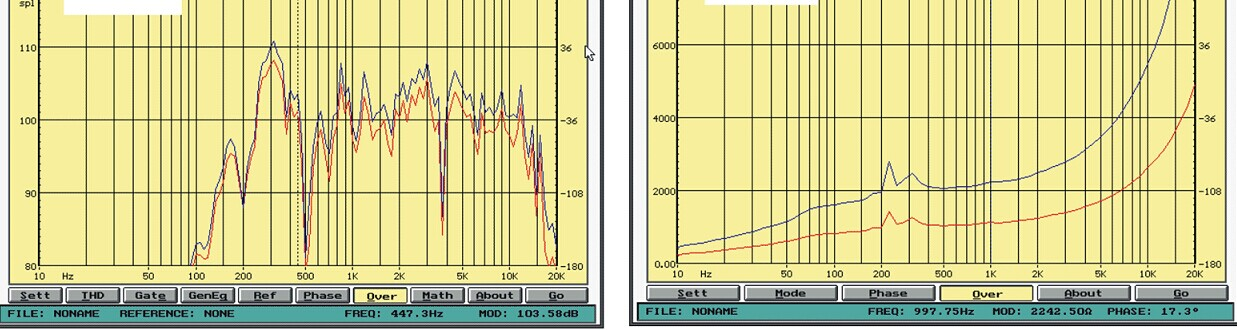 spl
110
100
90
80
36
-36
-108
-180
10 Hz 50 100 200 500 1K 2K 5K 10K 20K
Sett THD Gate GenEq Ref Phase Over Math About Go
FILE: NONAME REFERENCE: NONE FREQ: 447.3Hz MOD: 103.58dB
6000
4000
2000
0.00
36
-36
-108
-180
10 Hz 50 100 200 500 1K 2K 5K 10K 20K
Sett Mode Phase Over About Go
FILE: NONAME FREQ: 997.75Hz MOD: 2242.50Ω PHASE: 17.3°